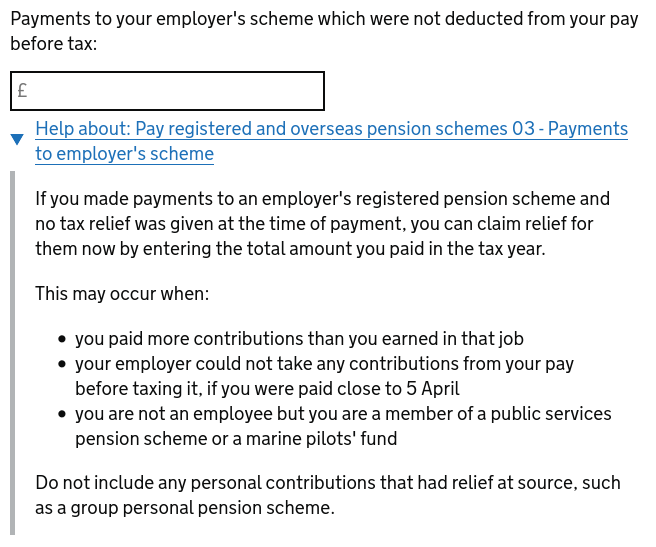 Payments to your employer's scheme which were not deducted from your pay
before tax:
£
Help about: Pay registered and overseas pension schemes 03 - Payments
to employer's scheme
If you made payments to an employer's registered pension scheme and
no tax relief was given at the time of payment, you can claim relief for
them now by entering the total amount you paid in the tax year.
This may occur when:
• you paid more contributions than you earned in that job
• your employer could not take any contributions from your pay
before taxing it, if you were paid close to 5 April
• you are not an employee but you are a member of a public services
pension scheme or a marine pilots' fund
Do not include any personal contributions that had relief at source, such
as a group personal pension scheme.